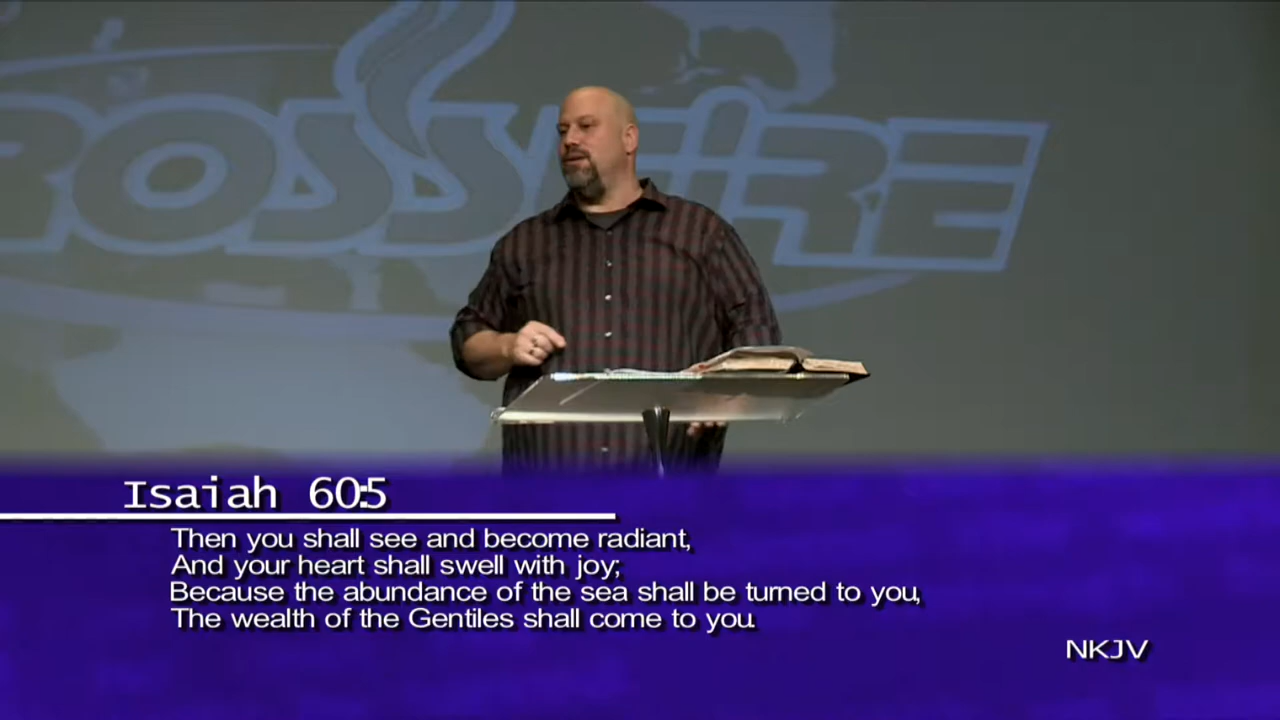 ROSSFIRE
Isaiah 60:5
Then you shall see and become radiant,
And your heart shall swell with joy;
Because the abundance of the sea shall be turned to you,
The wealth of the Gentiles shall come to you.
NKJV